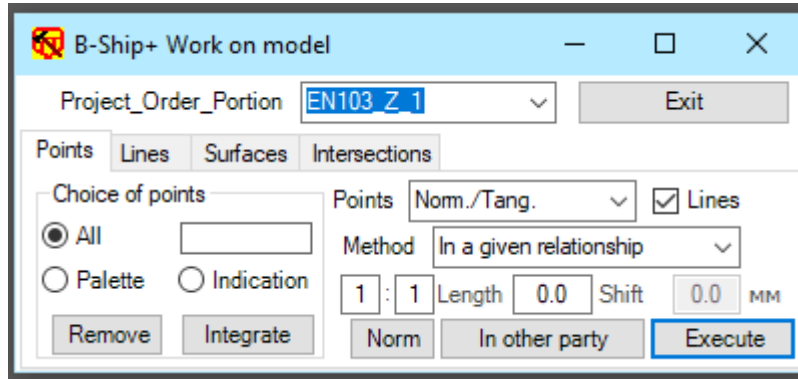 B-Ship+ Work on model
Project_Order_Portion EN103_Z_1 Exit
Points Lines Surfaces Intersections
Choice of points Points Norm./Tang. Lines
All Method In a given relationship
Palette Indication 1 : 1 Length 0.0 Shift 0.0 мм
Remove Integrate Norm In other party Execute